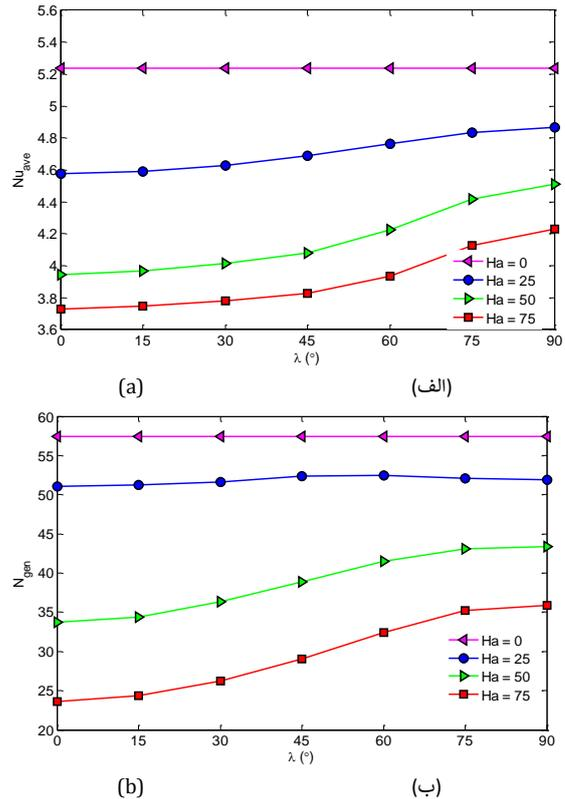 5.6
5.4
5.2
5
4.8
4.6
4.4
4.2
4
3.8
3.6
Nu_ave
Ha = 0
Ha = 25
Ha = 50
Ha = 75
0 15 30 45 60 75 90
λ (°)
(a) (الف)
60
55
50
45
40
35
30
25
20
N_gen
Ha = 0
Ha = 25
Ha = 50
Ha = 75
0 15 30 45 60 75 90
λ (°)
(b) (ب)